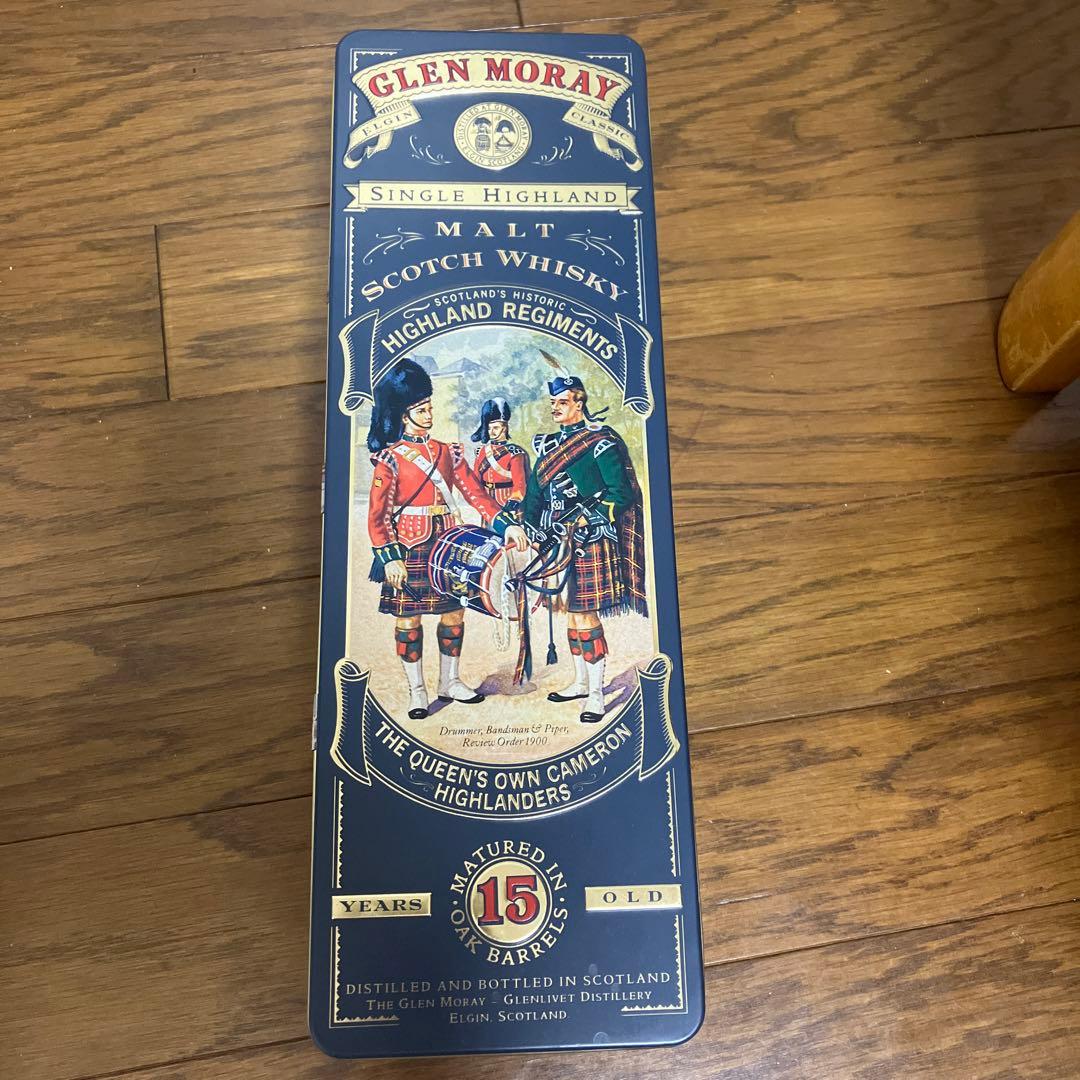 GLEN MORAY
ELGIN CLASSIC
DISTILLED AT GLEN MORAY
ELGIN SCOTLAND
SINGLE HIGHLAND
MALT
SCOTCH WHISKY
SCOTLAND'S HISTORIC
HIGHLAND REGIMENTS
Drummer, Bandsman & Piper,
Review Order 1900
THE QUEEN'S OWN CAMERON
HIGHLANDERS
MATURED IN
YEARS 15 OLD
OAK BARRELS
DISTILLED AND BOTTLED IN SCOTLAND
THE GLEN MORAY - GLENLIVET DISTILLERY
ELGIN, SCOTLAND